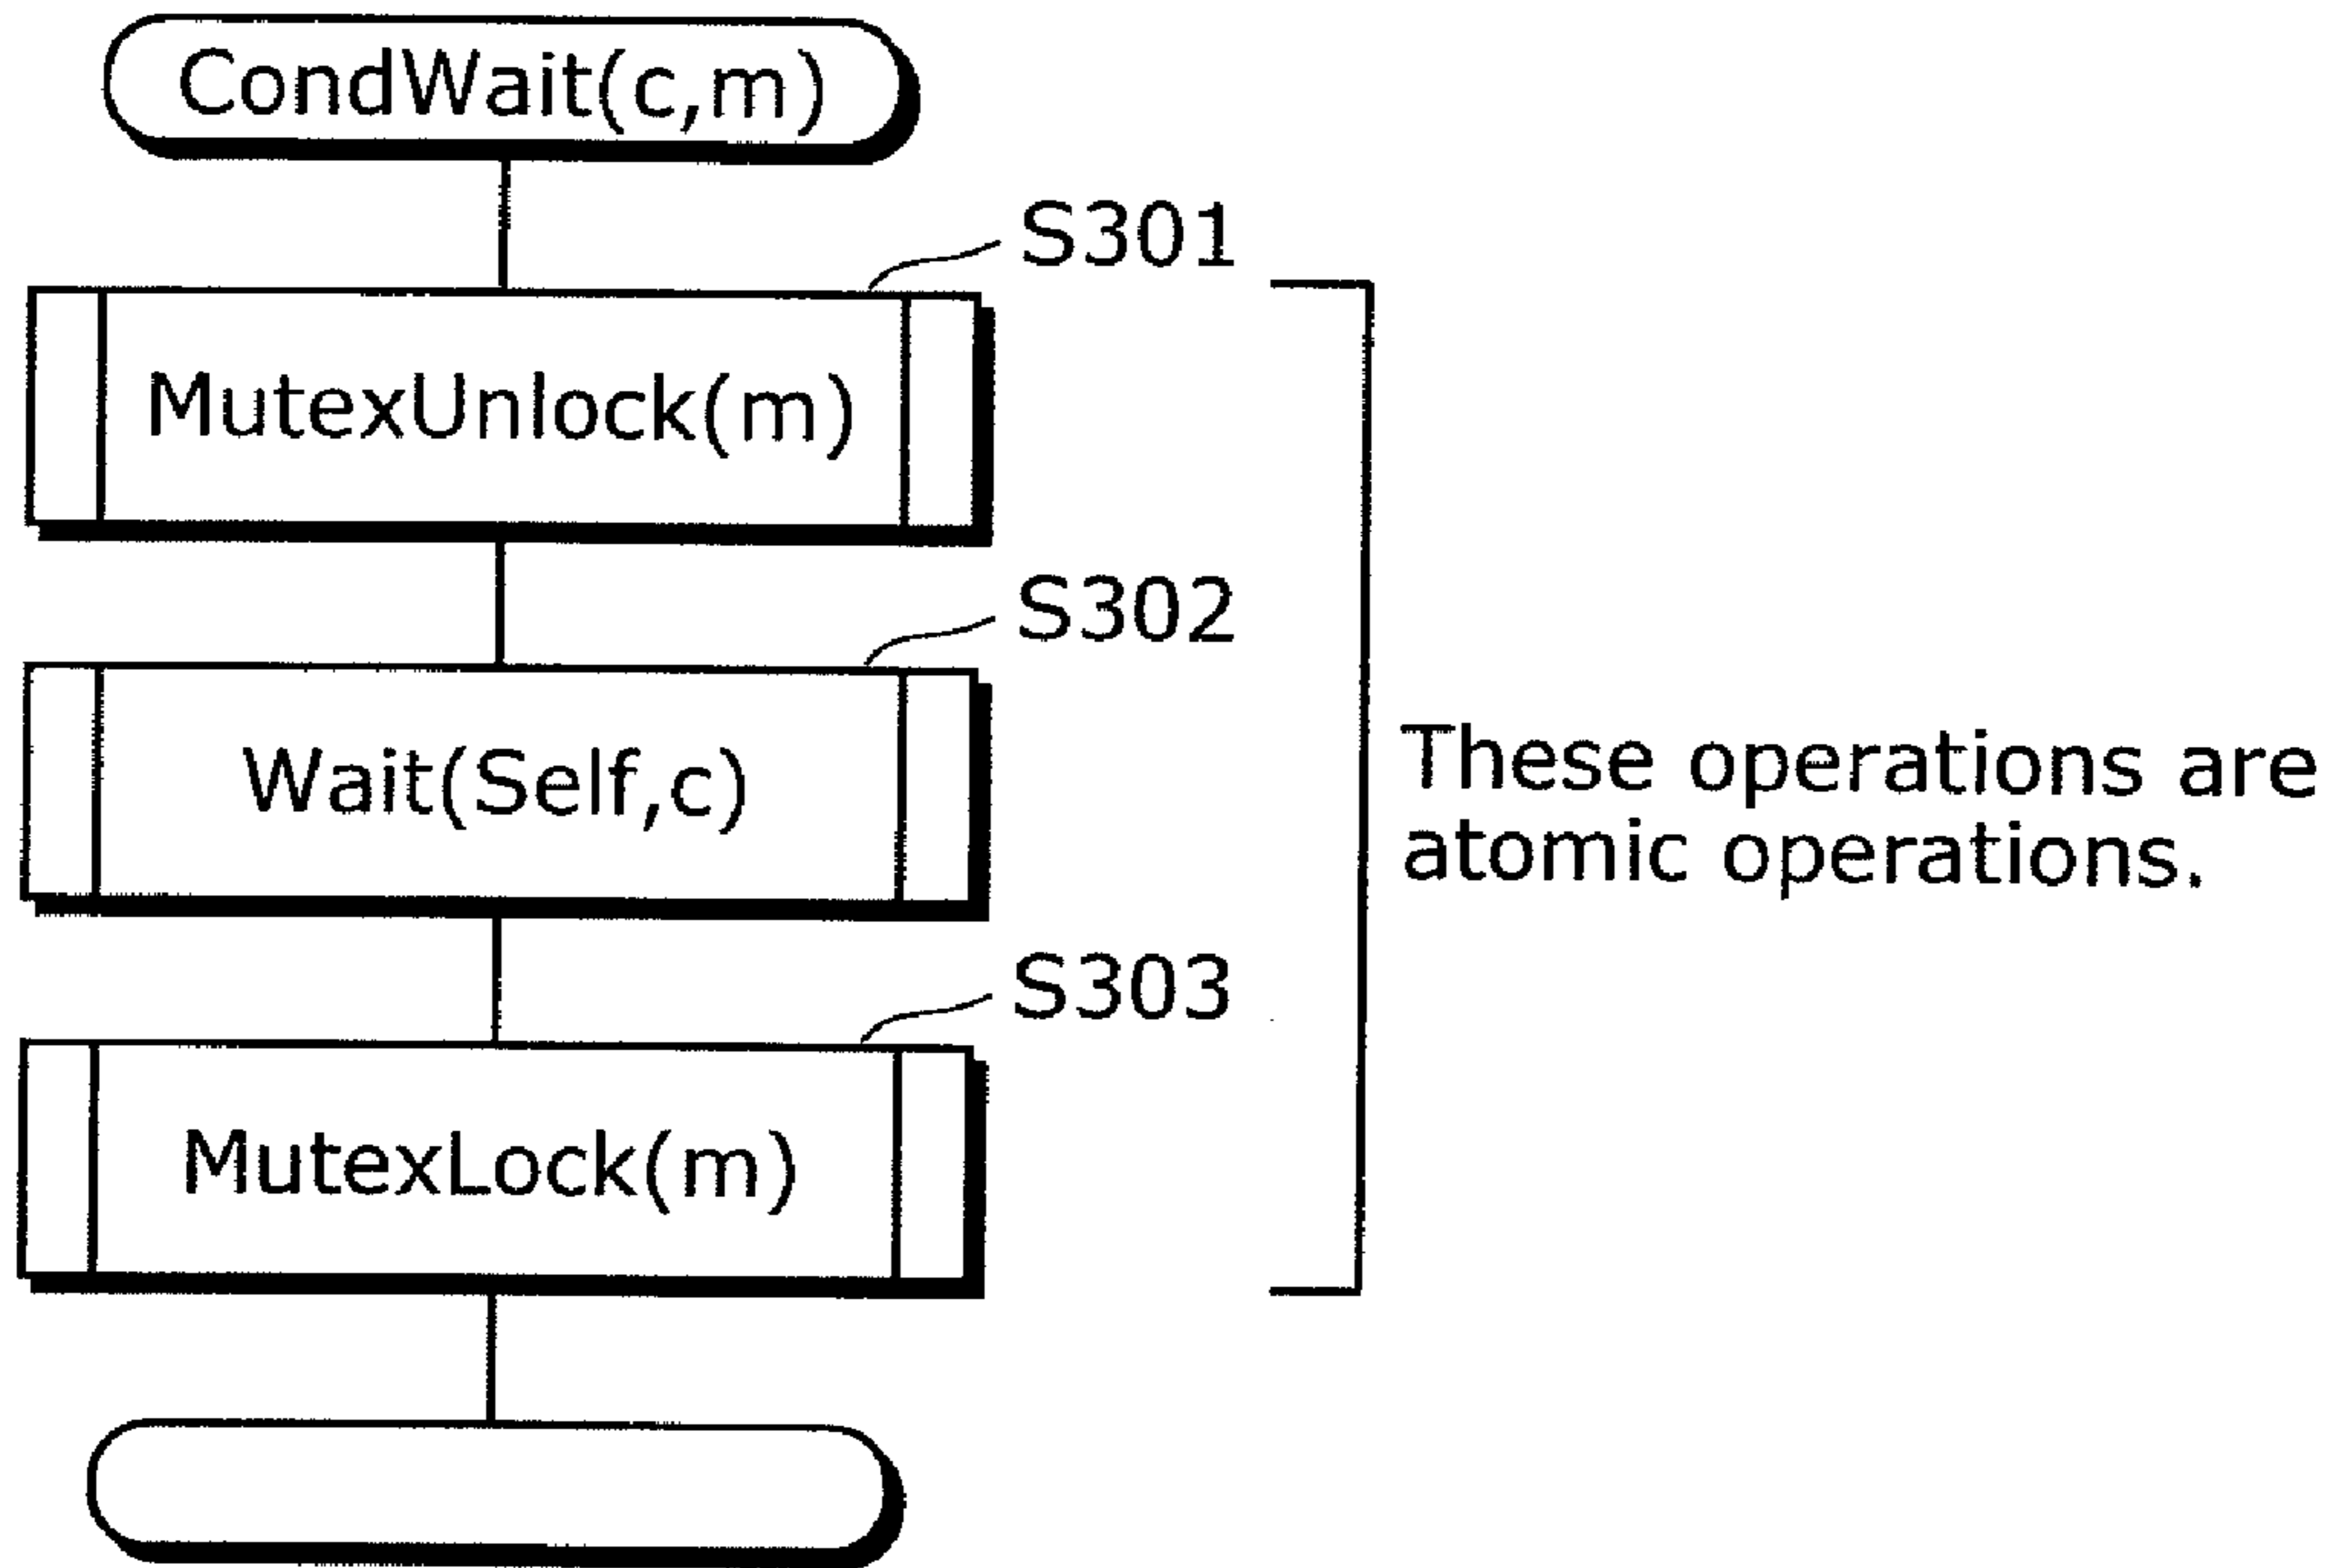 CondWait(c,m)
S301
MutexUnlock(m)
S302
Wait(Self,c)
These operations are
atomic operations.
S303
MutexLock(m)